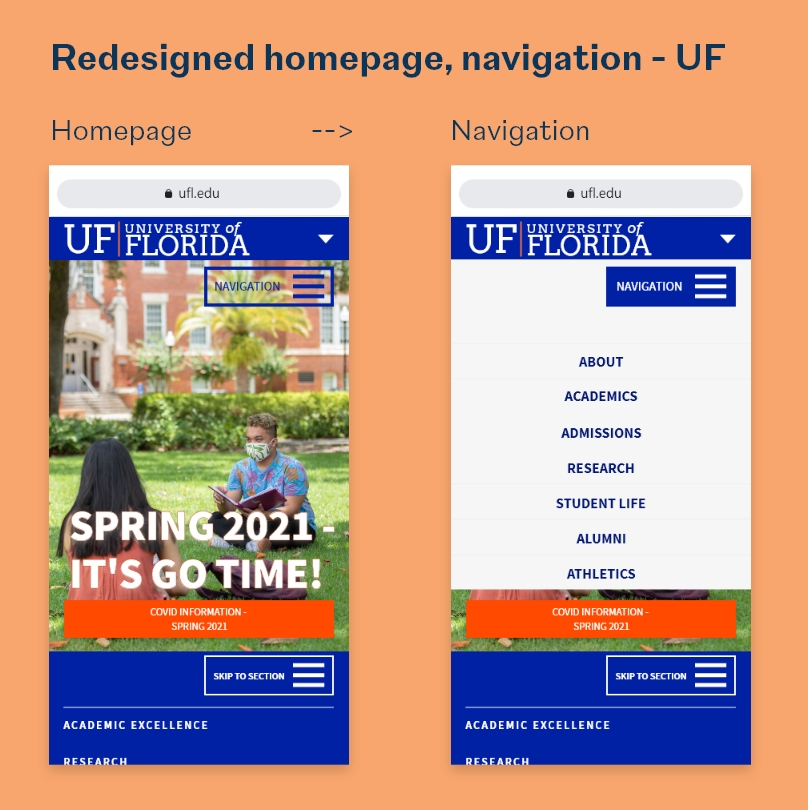 Redesigned homepage, navigation - UF
Homepage -->
Navigation
ufl.edu
UF UNIVERSITY of
FLORIDA
NAVIGATION
SPRING 2021 -
IT'S GO TIME!
COVID INFORMATION -
SPRING 2021
SKIP TO SECTION
ACADEMIC EXCELLENCE
RESEARCH
ufl.edu
UF UNIVERSITY of
FLORIDA
NAVIGATION
ABOUT
ACADEMICS
ADMISSIONS
RESEARCH
STUDENT LIFE
ALUMNI
ATHLETICS
COVID INFORMATION -
SPRING 2021
SKIP TO SECTION
ACADEMIC EXCELLENCE
RESEARCH